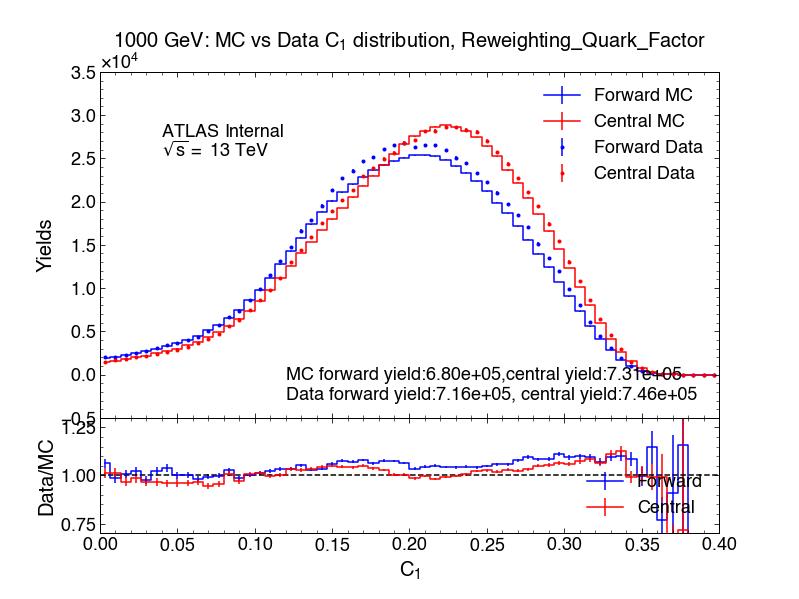 1000 GeV: MC vs Data C₁ distribution, Reweighting_Quark_Factor
×10⁴
3.5
3.0
2.5
2.0
1.5
1.0
0.5
0.0
-0.5
Yields
ATLAS Internal
√s = 13 TeV
Forward MC
Central MC
Forward Data
Central Data
MC forward yield:6.80e+05,central yield:7.31e+05
Data forward yield:7.16e+05, central yield:7.46e+05
1.25
1.00
0.75
Data/MC
Forward
Central
0.00 0.05 0.10 0.15 0.20 0.25 0.30 0.35 0.40
C₁